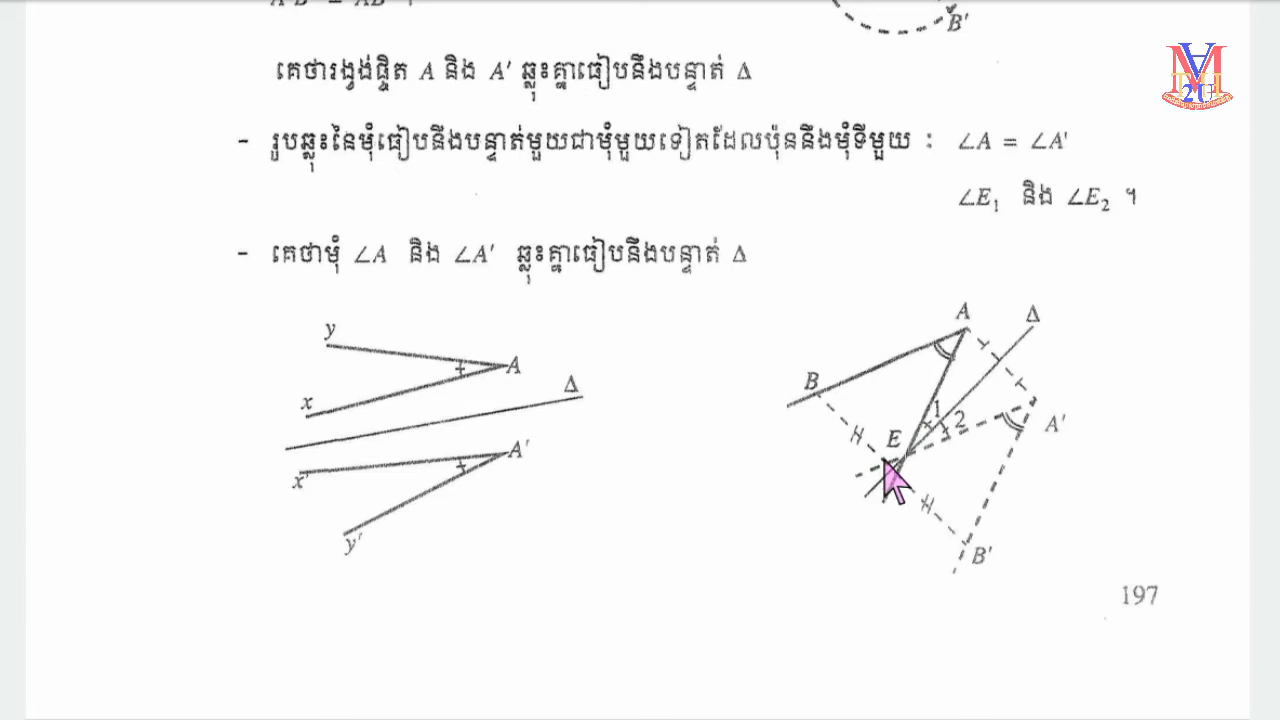 B'
គេថារង្វង់ផ្ចិត A និង A' ឆ្លុះគ្នាធៀបនឹងបន្ទាត់ Δ
- រូបឆ្លុះនៃមុំធៀបនឹងបន្ទាត់មួយជាមុំមួយទៀតដែលប៉ុននឹងមុំទីមួយ : ∠A = ∠A'
∠E₁ និង ∠E₂ ។
- គេថាមុំ ∠A និង ∠A' ឆ្លុះគ្នាធៀបនឹងបន្ទាត់ Δ
y
A
x
Δ
A'
x'
y'
A
Δ
B
1
2
E
A'
B'
197